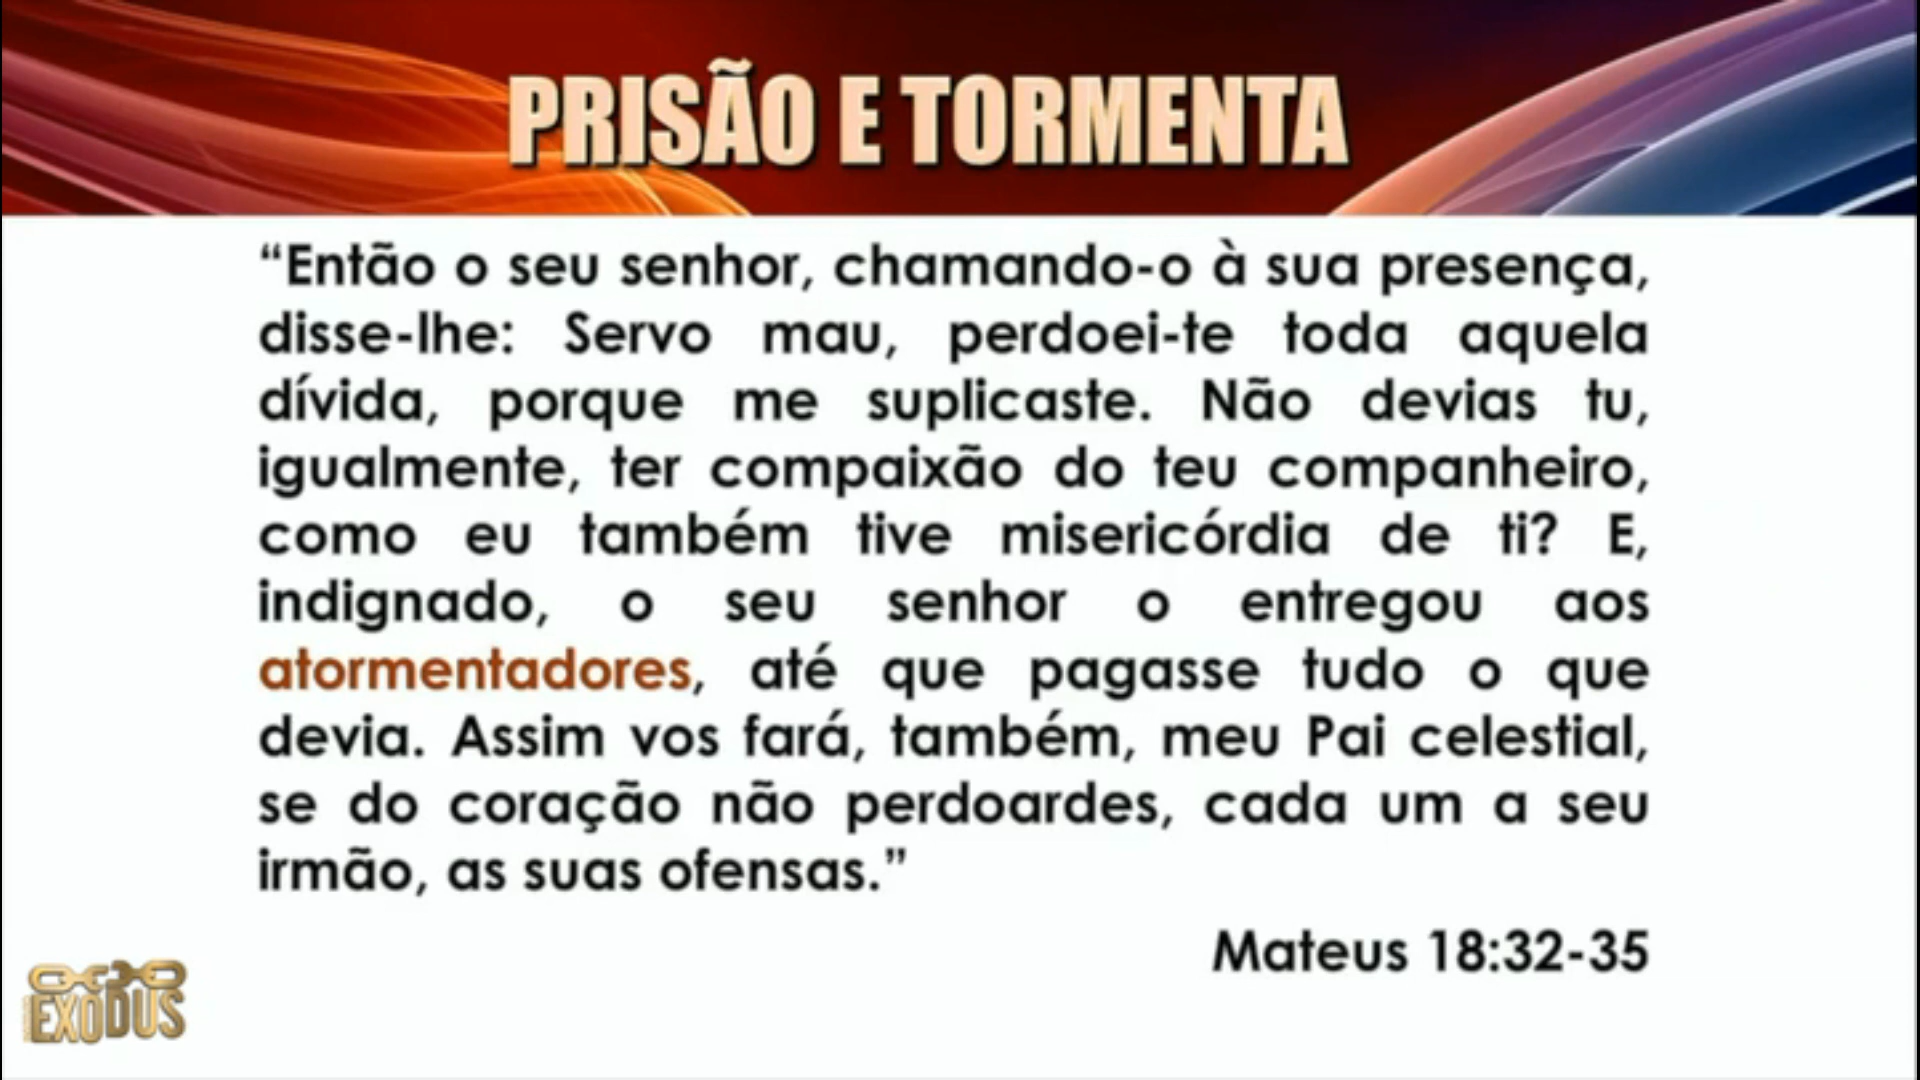 PRISÃO E TORMENTA
“Então o seu senhor, chamando-o à sua presença,
disse-lhe: Servo mau, perdoei-te toda aquela
dívida, porque me suplicaste. Não devias tu,
igualmente, ter compaixão do teu companheiro,
como eu também tive misericórdia de ti? E,
indignado, o seu senhor o entregou aos
atormentadores, até que pagasse tudo o que
devia. Assim vos fará, também, meu Pai celestial,
se do coração não perdoardes, cada um a seu
irmão, as suas ofensas.”
Mateus 18:32-35
EXODUS